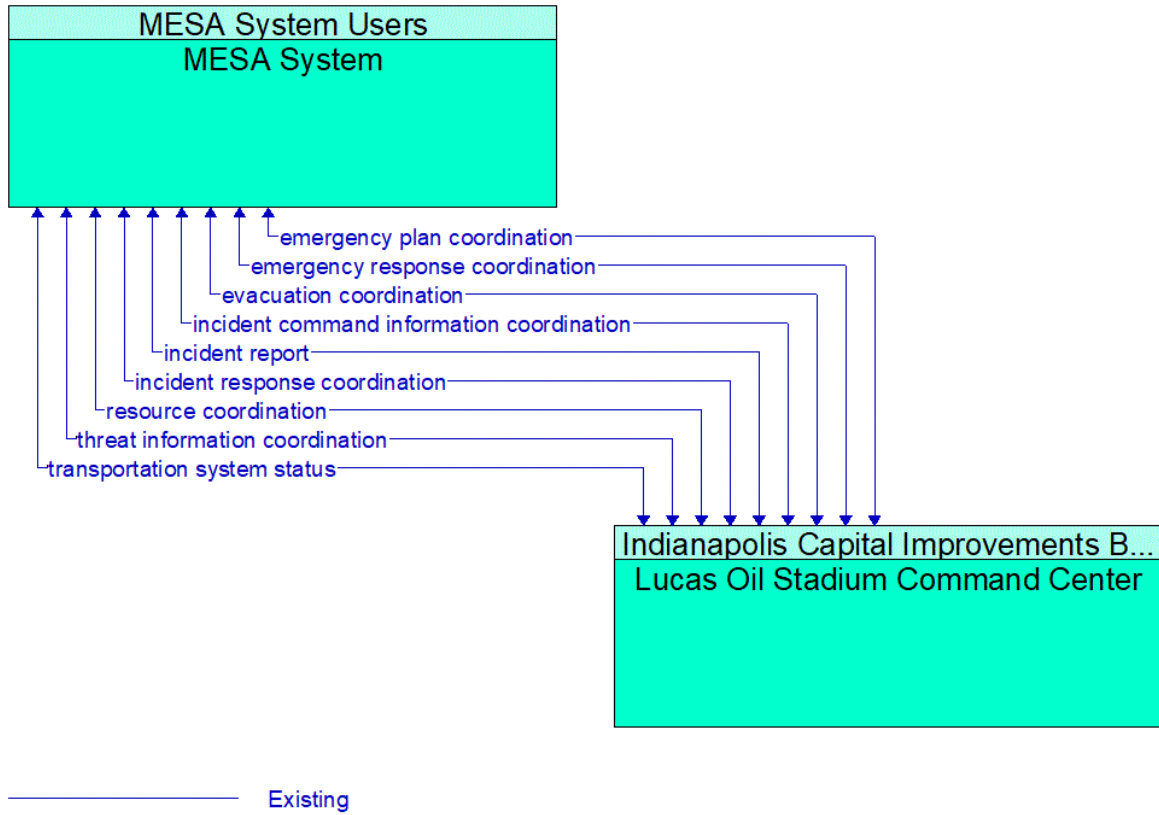 MESA System Users
MESA System
emergency plan coordination
emergency response coordination
evacuation coordination
incident command information coordination
incident report
incident response coordination
resource coordination
threat information coordination
transportation system status
Indianapolis Capital Improvements B...
Lucas Oil Stadium Command Center
Existing